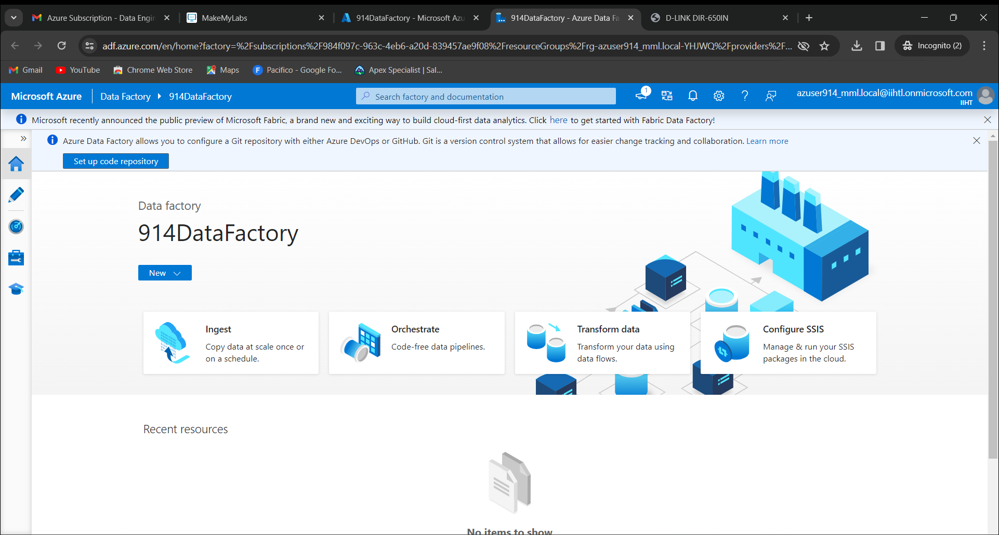 Azure Subscription - Data Engin
MakeMyLabs
914DataFactory - Microsoft Azu
914DataFactory - Azure Data Fa
D-LINK DIR-650IN
adf.azure.com/en/home?factory=%2Fsubscriptions%2F984f097c-963c-4eb6-a20d-839457ae9f08%2FresourceGroups%2Frg-azuser914_mml.local-YHJWQ%2Fproviders%2F...
Incognito (2)
Gmail
YouTube
Chrome Web Store
Maps
Pacifico - Google Fo...
Apex Specialist | Sal...
Microsoft Azure
Data Factory
914DataFactory
Search factory and documentation
1
azuser914_mml.local@iihtl.onmicrosoft.com
IIHT
Microsoft recently announced the public preview of Microsoft Fabric, a brand new and exciting way to build cloud-first data analytics. Click here to get started with Fabric Data Factory!
Azure Data Factory allows you to configure a Git repository with either Azure DevOps or GitHub. Git is a version control system that allows for easier change tracking and collaboration. Learn more
Set up code repository
Data factory
914DataFactory
New
Ingest
Copy data at scale once or
on a schedule.
Orchestrate
Code-free data pipelines.
Transform data
Transform your data using
data flows.
Configure SSIS
Manage & run your SSIS
packages in the cloud.
Recent resources
No items to show